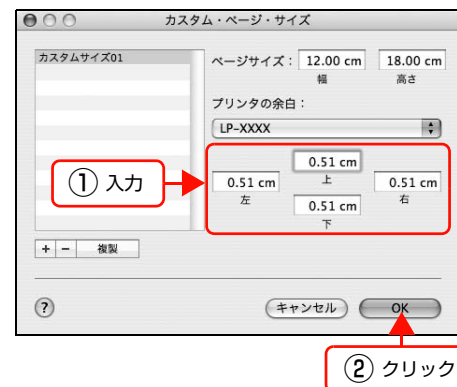 カスタム・ページ・サイズ
カスタムサイズ01
ページサイズ： 12.00 cm 18.00 cm
幅 高さ
プリンタの余白：
LP-XXXX
① 入力
0.51 cm
上
0.51 cm 0.51 cm
左 右
0.51 cm
下
+ − 複製
? キャンセル OK
② クリック